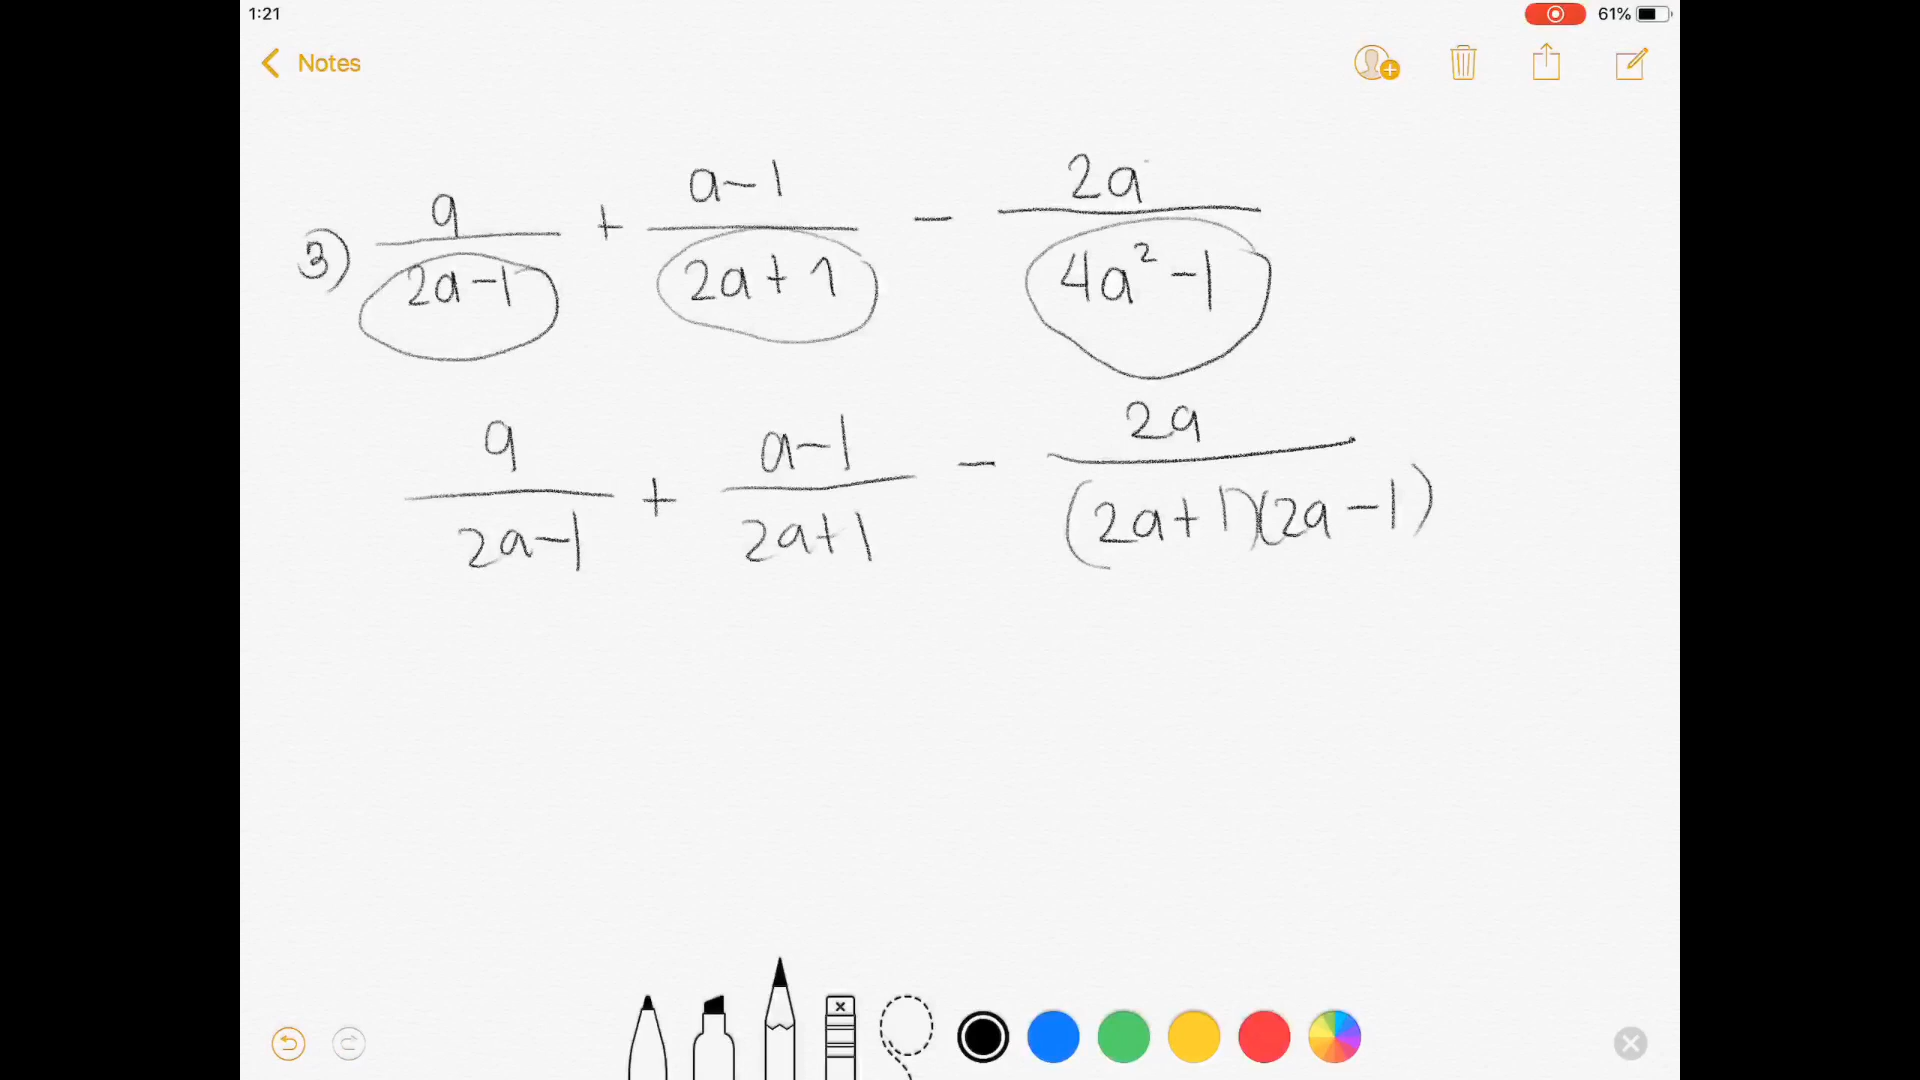 1:21
61%
Notes
3) a/(2a-1) + (a-1)/(2a+1) - 2a/(4a²-1)
a/(2a-1) + (a-1)/(2a+1) - 2a/((2a+1)(2a-1))